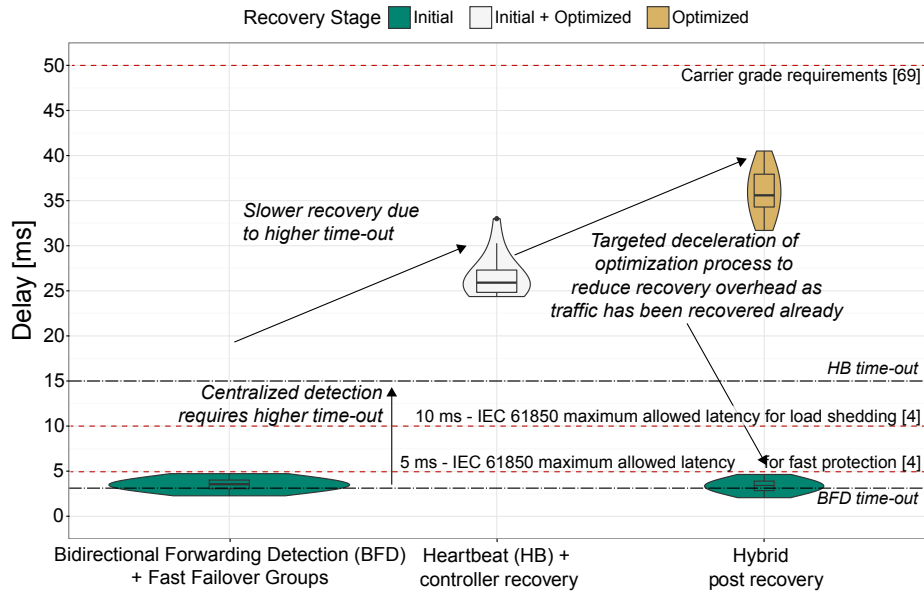 Recovery Stage Initial Initial + Optimized Optimized
Delay [ms]
50
45
40
35
30
25
20
15
10
5
0
Carrier grade requirements [69]
Slower recovery due
to higher time-out
Targeted deceleration of
optimization process to
reduce recovery overhead as
traffic has been recovered already
HB time-out
Centralized detection
requires higher time-out
10 ms - IEC 61850 maximum allowed latency for load shedding [4]
5 ms - IEC 61850 maximum allowed latency for fast protection [4]
BFD time-out
Bidirectional Forwarding Detection (BFD)
+ Fast Failover Groups
Heartbeat (HB) +
controller recovery
Hybrid
post recovery